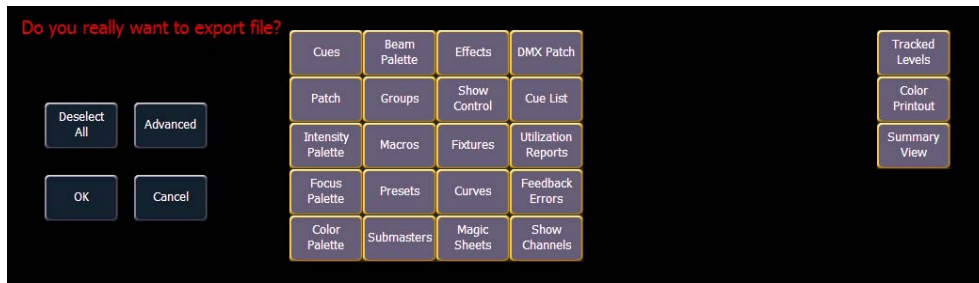 Do you really want to export file?
Deselect
All
Advanced
OK
Cancel
Cues
Beam
Palette
Effects
DMX Patch
Patch
Groups
Show
Control
Cue List
Intensity
Palette
Macros
Fixtures
Utilization
Reports
Focus
Palette
Presets
Curves
Feedback
Errors
Color
Palette
Submasters
Magic
Sheets
Show
Channels
Tracked
Levels
Color
Printout
Summary
View